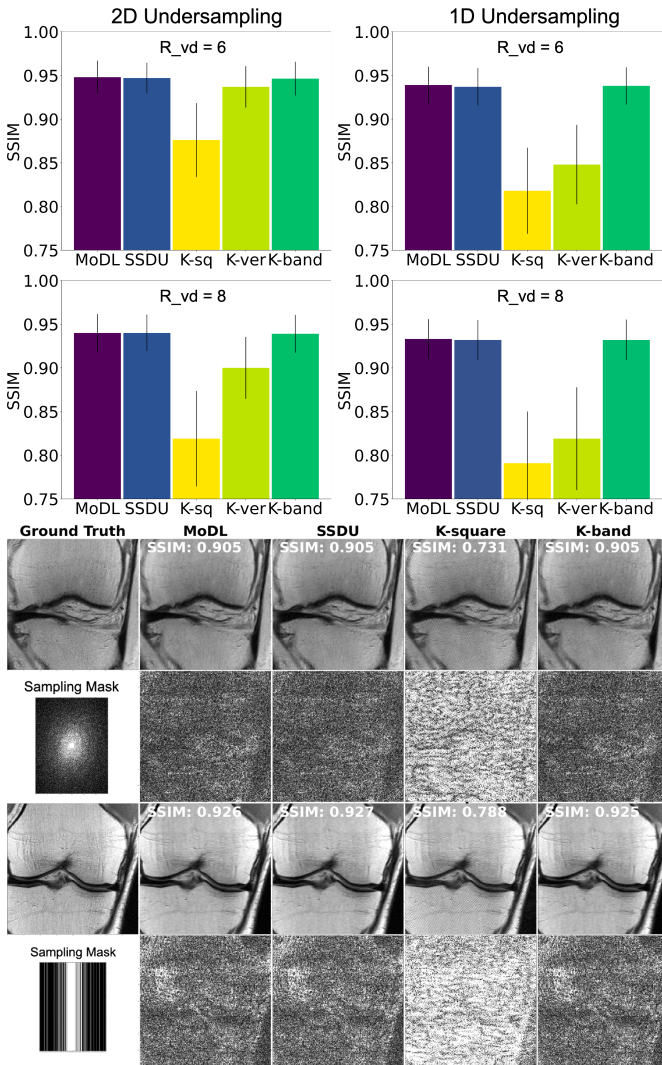 2D Undersampling
1D Undersampling
1.00
0.95
0.90
0.85
0.80
0.75
SSIM
R_vd = 6
MoDL SSDU K-sq K-ver K-band
1.00
0.95
0.90
0.85
0.80
0.75
SSIM
R_vd = 6
MoDL SSDU K-sq K-ver K-band
1.00
0.95
0.90
0.85
0.80
0.75
SSIM
R_vd = 8
MoDL SSDU K-sq K-ver K-band
1.00
0.95
0.90
0.85
0.80
0.75
SSIM
R_vd = 8
MoDL SSDU K-sq K-ver K-band
Ground Truth MoDL SSDU K-square K-band
SSIM: 0.905 SSIM: 0.905 SSIM: 0.731 SSIM: 0.905
Sampling Mask
SSIM: 0.926 SSIM: 0.927 SSIM: 0.788 SSIM: 0.925
Sampling Mask